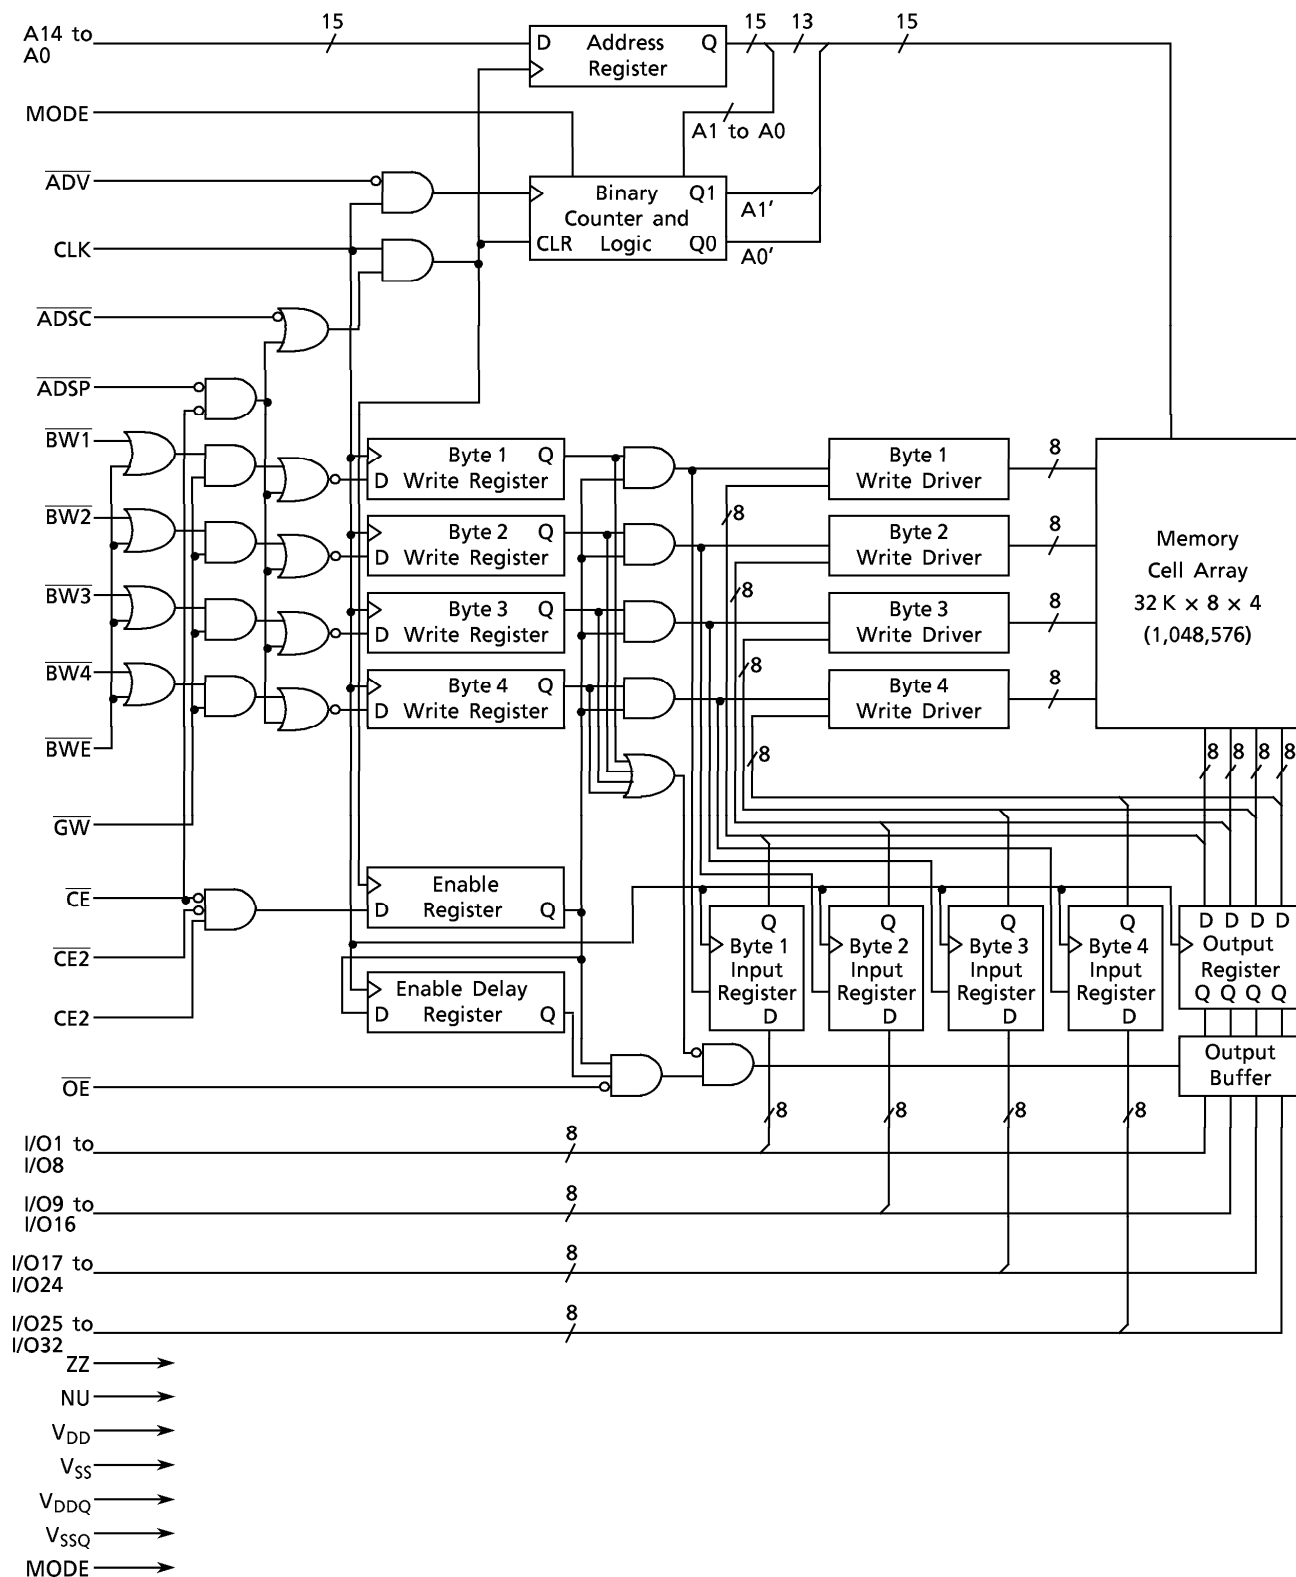 15 15 13 15
A14 to
A0
D Address Q
Register
MODE
A1 to A0
ADV
Binary Q1
Counter and
CLR Logic Q0
A1’
A0’
CLK
ADSC
ADSP
BW1
Byte 1 Q
D Write Register
Byte 1
Write Driver
8
8
BW2
Byte 2 Q
D Write Register
Byte 2
Write Driver
8
8
BW3
Byte 3 Q
D Write Register
Byte 3
Write Driver
8
8
BW4
Byte 4 Q
D Write Register
Byte 4
Write Driver
8
8
Memory
Cell Array
32 K × 8 × 4
(1,048,576)
8 8 8 8
BWE
GW
CE
Enable
D Register Q
CE2
Enable Delay
D Register Q
CE2
Q
Byte 1
Input
Register
D
Q
Byte 2
Input
Register
D
Q
Byte 3
Input
Register
D
Q
Byte 4
Input
Register
D
D D D D
Output
Register
Q Q Q Q
Output
Buffer
OE
8 8 8 8
I/O1 to
I/O8
8
I/O9 to
I/O16
8
I/O17 to
I/O24
8
I/O25 to
I/O32
8
ZZ
NU
VDD
VSS
VDDQ
VSSQ
MODE